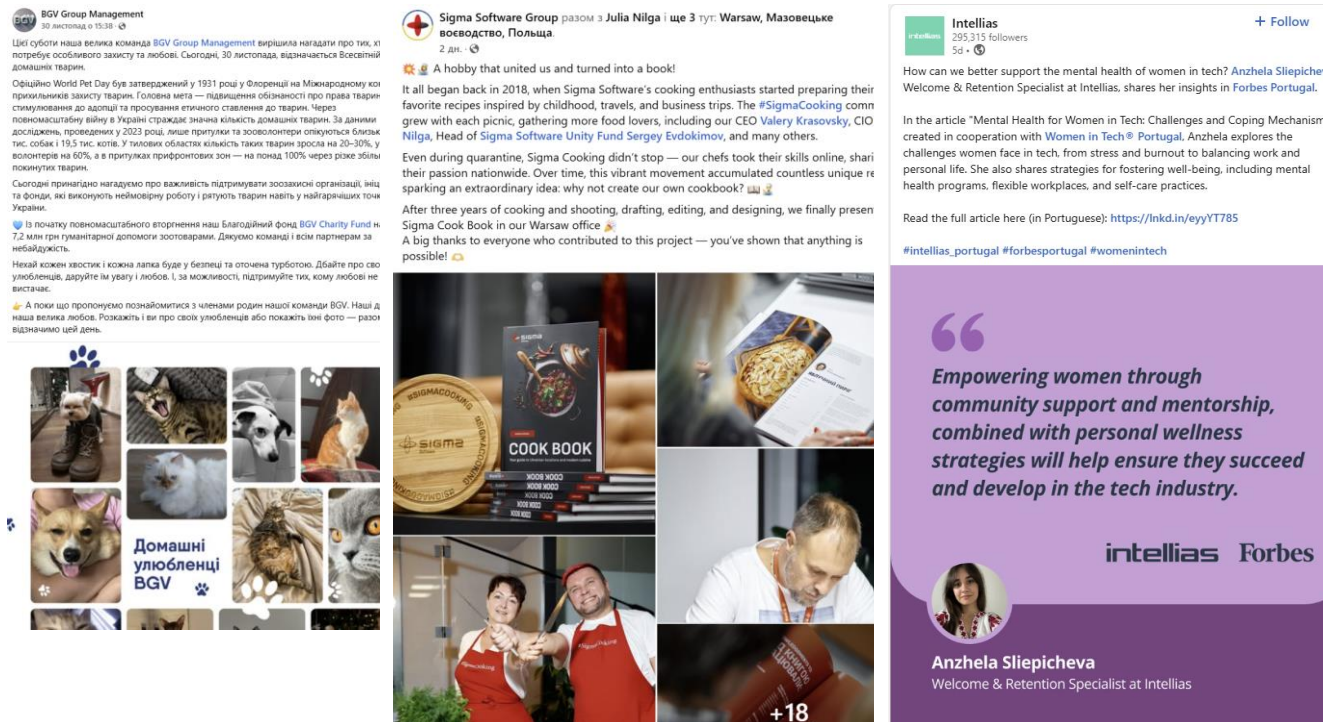 BGV Group Management
30 листопад о 15:38
Цієї суботи наша велика команда BGV Group Management вирішила нагадати про тих, хт
потребує особливого захисту та любові. Сьогодні, 30 листопада, відзначається Всесвітній
домашніх тварин.
Офіційно World Pet Day був затверджений у 1931 році у Флоренції на Міжнародному кон
прихильників захисту тварин. Головна мета — підвищення обізнаності про права тварин
стимулювання до адопції та просування етичного ставлення до тварин. Через
повномасштабну війну в Україні страждає значна кількість домашніх тварин. За даними
досліджень, проведених у 2023 році, лише притулки та зооволонтери опікуються близьк
тис. собак і 19,5 тис. котів. У тилових областях кількість таких тварин зросла на 20–30%, у
волонтерів на 60%, а в притулках прифронтових зон — на понад 100% через різке збіль
покинутих тварин.
Сьогодні принагідно нагадуємо про важливість підтримувати зоозахисні організації, ініц
та фонди, які виконують неймовірну роботу і рятують тварин навіть у найгарячіших точк
України.
💙 Із початку повномасштабного вторгнення наш Благодійний фонд BGV Charity Fund н
7,2 млн грн гуманітарної допомоги зоотоварами. Дякуємо команді і всім партнерам за
небайдужість.
Нехай кожен хвостик і кожна лапка буде у безпеці та оточена турботою. Дбайте про сво
улюбленців, даруйте їм увагу і любов. І, за можливості, підтримуйте тих, кому любові не
вистачає.
👉 А поки що пропонуємо познайомитися з членами родин нашої команди BGV. Наші д
наша велика любов. Розкажіть і ви про своїх улюбленців або покажіть їхні фото — разом
відзначимо цей день.
Домашні
улюбленці
BGV
Sigma Software Group разом з Julia Nilga і ще 3 тут: Warsaw, Мазовецьке
воєводство, Польща.
2 дн.
💥 A hobby that united us and turned into a book!
It all began back in 2018, when Sigma Software's cooking enthusiasts started preparing their
favorite recipes inspired by childhood, travels, and business trips. The #SigmaCooking comm
grew with each picnic, gathering more food lovers, including our CEO Valery Krasovsky, CIO
Nilga, Head of Sigma Software Unity Fund Sergey Evdokimov, and many others.
Even during quarantine, Sigma Cooking didn't stop — our chefs took their skills online, shari
their passion nationwide. Over time, this vibrant movement accumulated countless unique re
sparking an extraordinary idea: why not create our own cookbook?
After three years of cooking and shooting, drafting, editing, and designing, we finally presen
Sigma Cook Book in our Warsaw office 🎉
A big thanks to everyone who contributed to this project — you've shown that anything is
possible! 🫶
#SIGMACOOKING
SIGMA
SIGMA
COOK BOOK
COOK BOOK
COOK BOOK
COOK BOOK
COOK BOOK
+18
intellias
Intellias
295,315 followers
5d
+ Follow
How can we better support the mental health of women in tech? Anzhela Sliepichev
Welcome & Retention Specialist at Intellias, shares her insights in Forbes Portugal.
In the article "Mental Health for Women in Tech: Challenges and Coping Mechanism
created in cooperation with Women in Tech® Portugal, Anzhela explores the
challenges women face in tech, from stress and burnout to balancing work and
personal life. She also shares strategies for fostering well-being, including mental
health programs, flexible workplaces, and self-care practices.
Read the full article here (in Portuguese): https://lnkd.in/eyyYT785
#intellias_portugal #forbesportugal #womenintech
Empowering women through
community support and mentorship,
combined with personal wellness
strategies will help ensure they succeed
and develop in the tech industry.
intellias Forbes
Anzhela Sliepicheva
Welcome & Retention Specialist at Intellias